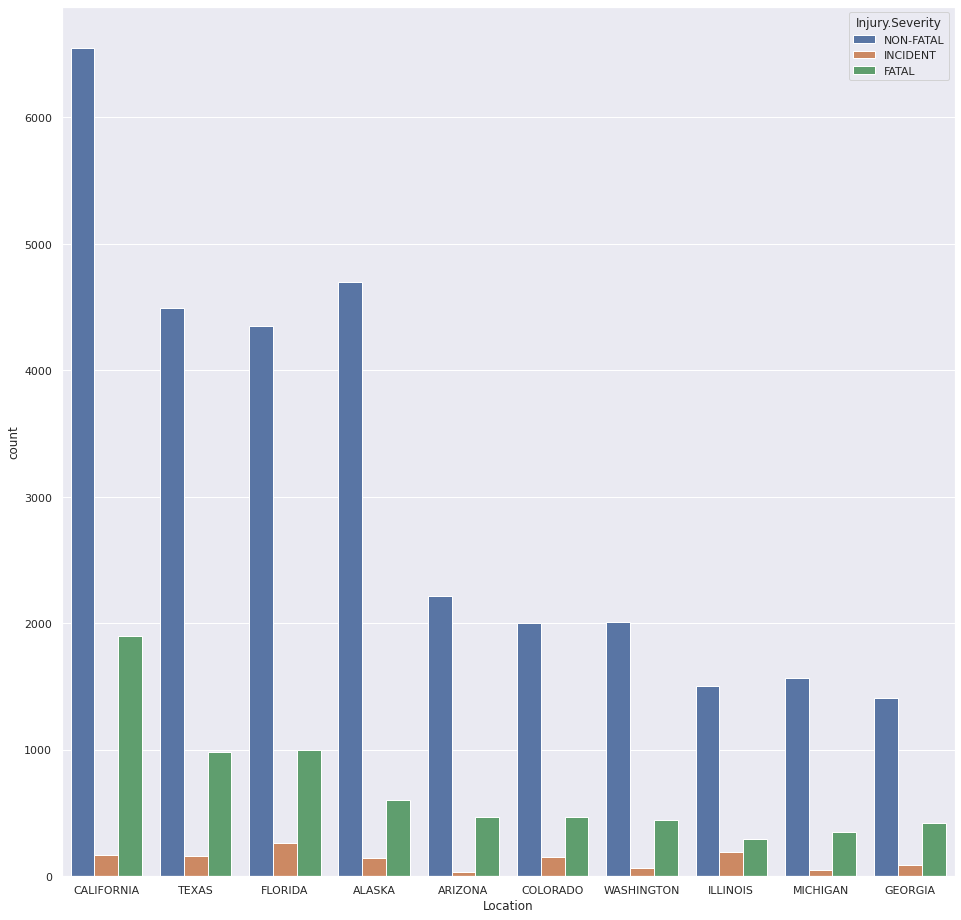 Injury.Severity
NON-FATAL
INCIDENT
FATAL
6000
5000
4000
3000
2000
1000
0
count
CALIFORNIA TEXAS FLORIDA ALASKA ARIZONA COLORADO WASHINGTON ILLINOIS MICHIGAN GEORGIA
Location